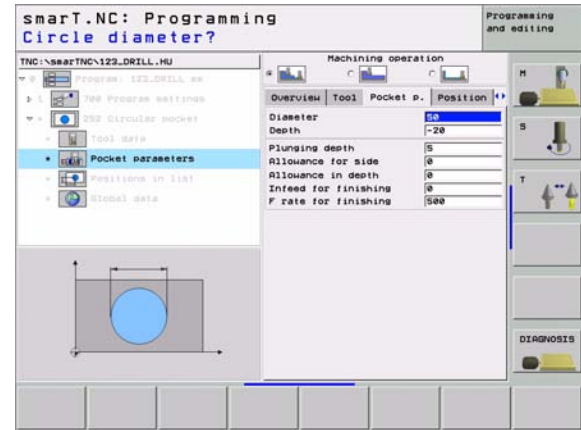 smarT.NC: Programming
Circle diameter?
Programming and editing
TNC:\smarTNC\123_DRILL.HU
0 Program: 123_DRILL mm
1 700 Program settings
252 Circular pocket
Tool data
Pocket parameters
Positions in list
Global data
Machining operation
Overview Tool Pocket p. Position
Diameter 50
Depth -20
Plunging depth 5
Allowance for side 0
Allowance in depth 0
Infeed for finishing 0
F rate for finishing 500
M
S
T
DIAGNOSIS